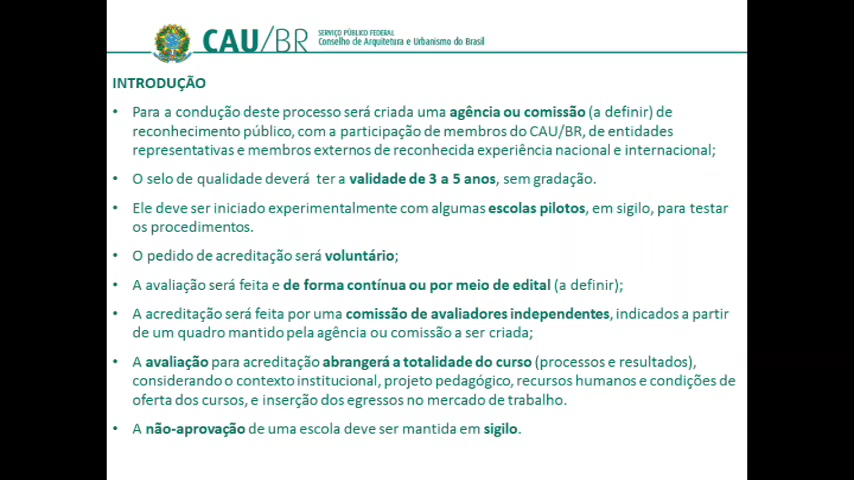 CAU/BR
SERVIÇO PÚBLICO FEDERAL
Conselho de Arquitetura e Urbanismo do Brasil
INTRODUÇÃO
• Para a condução deste processo será criada uma agência ou comissão (a definir) de
reconhecimento público, com a participação de membros do CAU/BR, de entidades
representativas e membros externos de reconhecida experiência nacional e internacional;
• O selo de qualidade deverá ter a validade de 3 a 5 anos, sem gradação.
• Ele deve ser iniciado experimentalmente com algumas escolas pilotos, em sigilo, para testar
os procedimentos.
• O pedido de acreditação será voluntário;
• A avaliação será feita e de forma contínua ou por meio de edital (a definir);
• A acreditação será feita por uma comissão de avaliadores independentes, indicados a partir
de um quadro mantido pela agência ou comissão a ser criada;
• A avaliação para acreditação abrangerá a totalidade do curso (processos e resultados),
considerando o contexto institucional, projeto pedagógico, recursos humanos e condições de
oferta dos cursos, e inserção dos egressos no mercado de trabalho.
• A não-aprovação de uma escola deve ser mantida em sigilo.